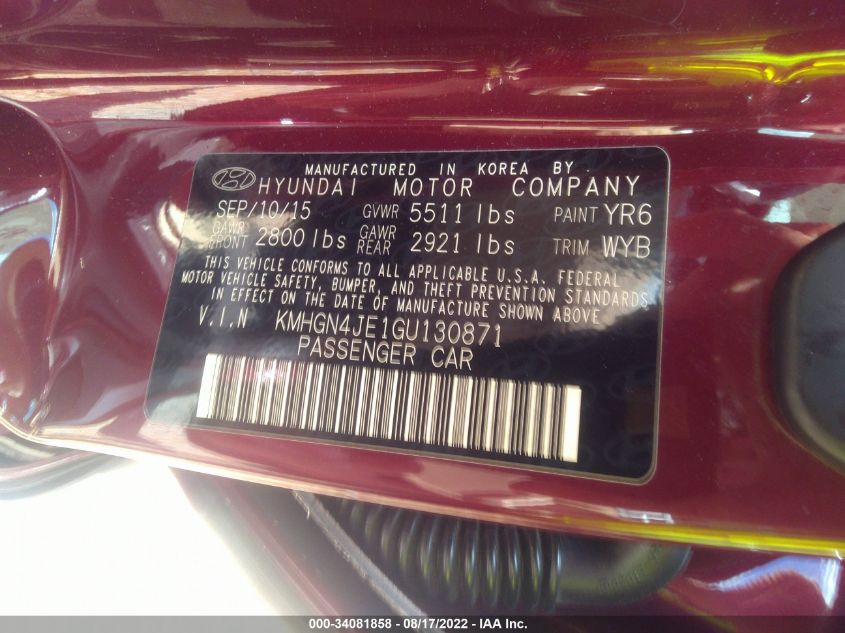 MANUFACTURED IN KOREA BY
HYUNDAI MOTOR COMPANY
SEP/10/15 GVWR 5511 lbs PAINT YR6
GAWR FRONT 2800 lbs GAWR REAR 2921 lbs TRIM WYB
THIS VEHICLE CONFORMS TO ALL APPLICABLE U.S.A. FEDERAL
MOTOR VEHICLE SAFETY, BUMPER, AND THEFT PREVENTION STANDARDS
IN EFFECT ON THE DATE OF MANUFACTURE SHOWN ABOVE.
V.I.N KMHGN4JE1GU130871
PASSENGER CAR
000-34081858 - 08/17/2022 - IAA Inc.